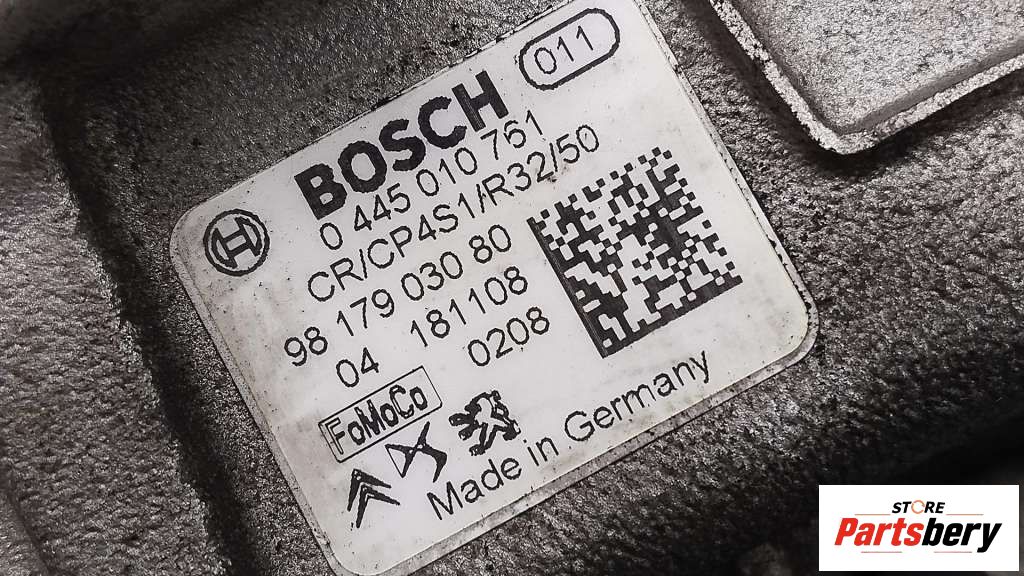 011
BOSCH
0 445 010 761
CR/CP4S1/R32/50
98 179 030 80
04 181108
0208
FoMoCo
Made in Germany
STORE
Partsbery